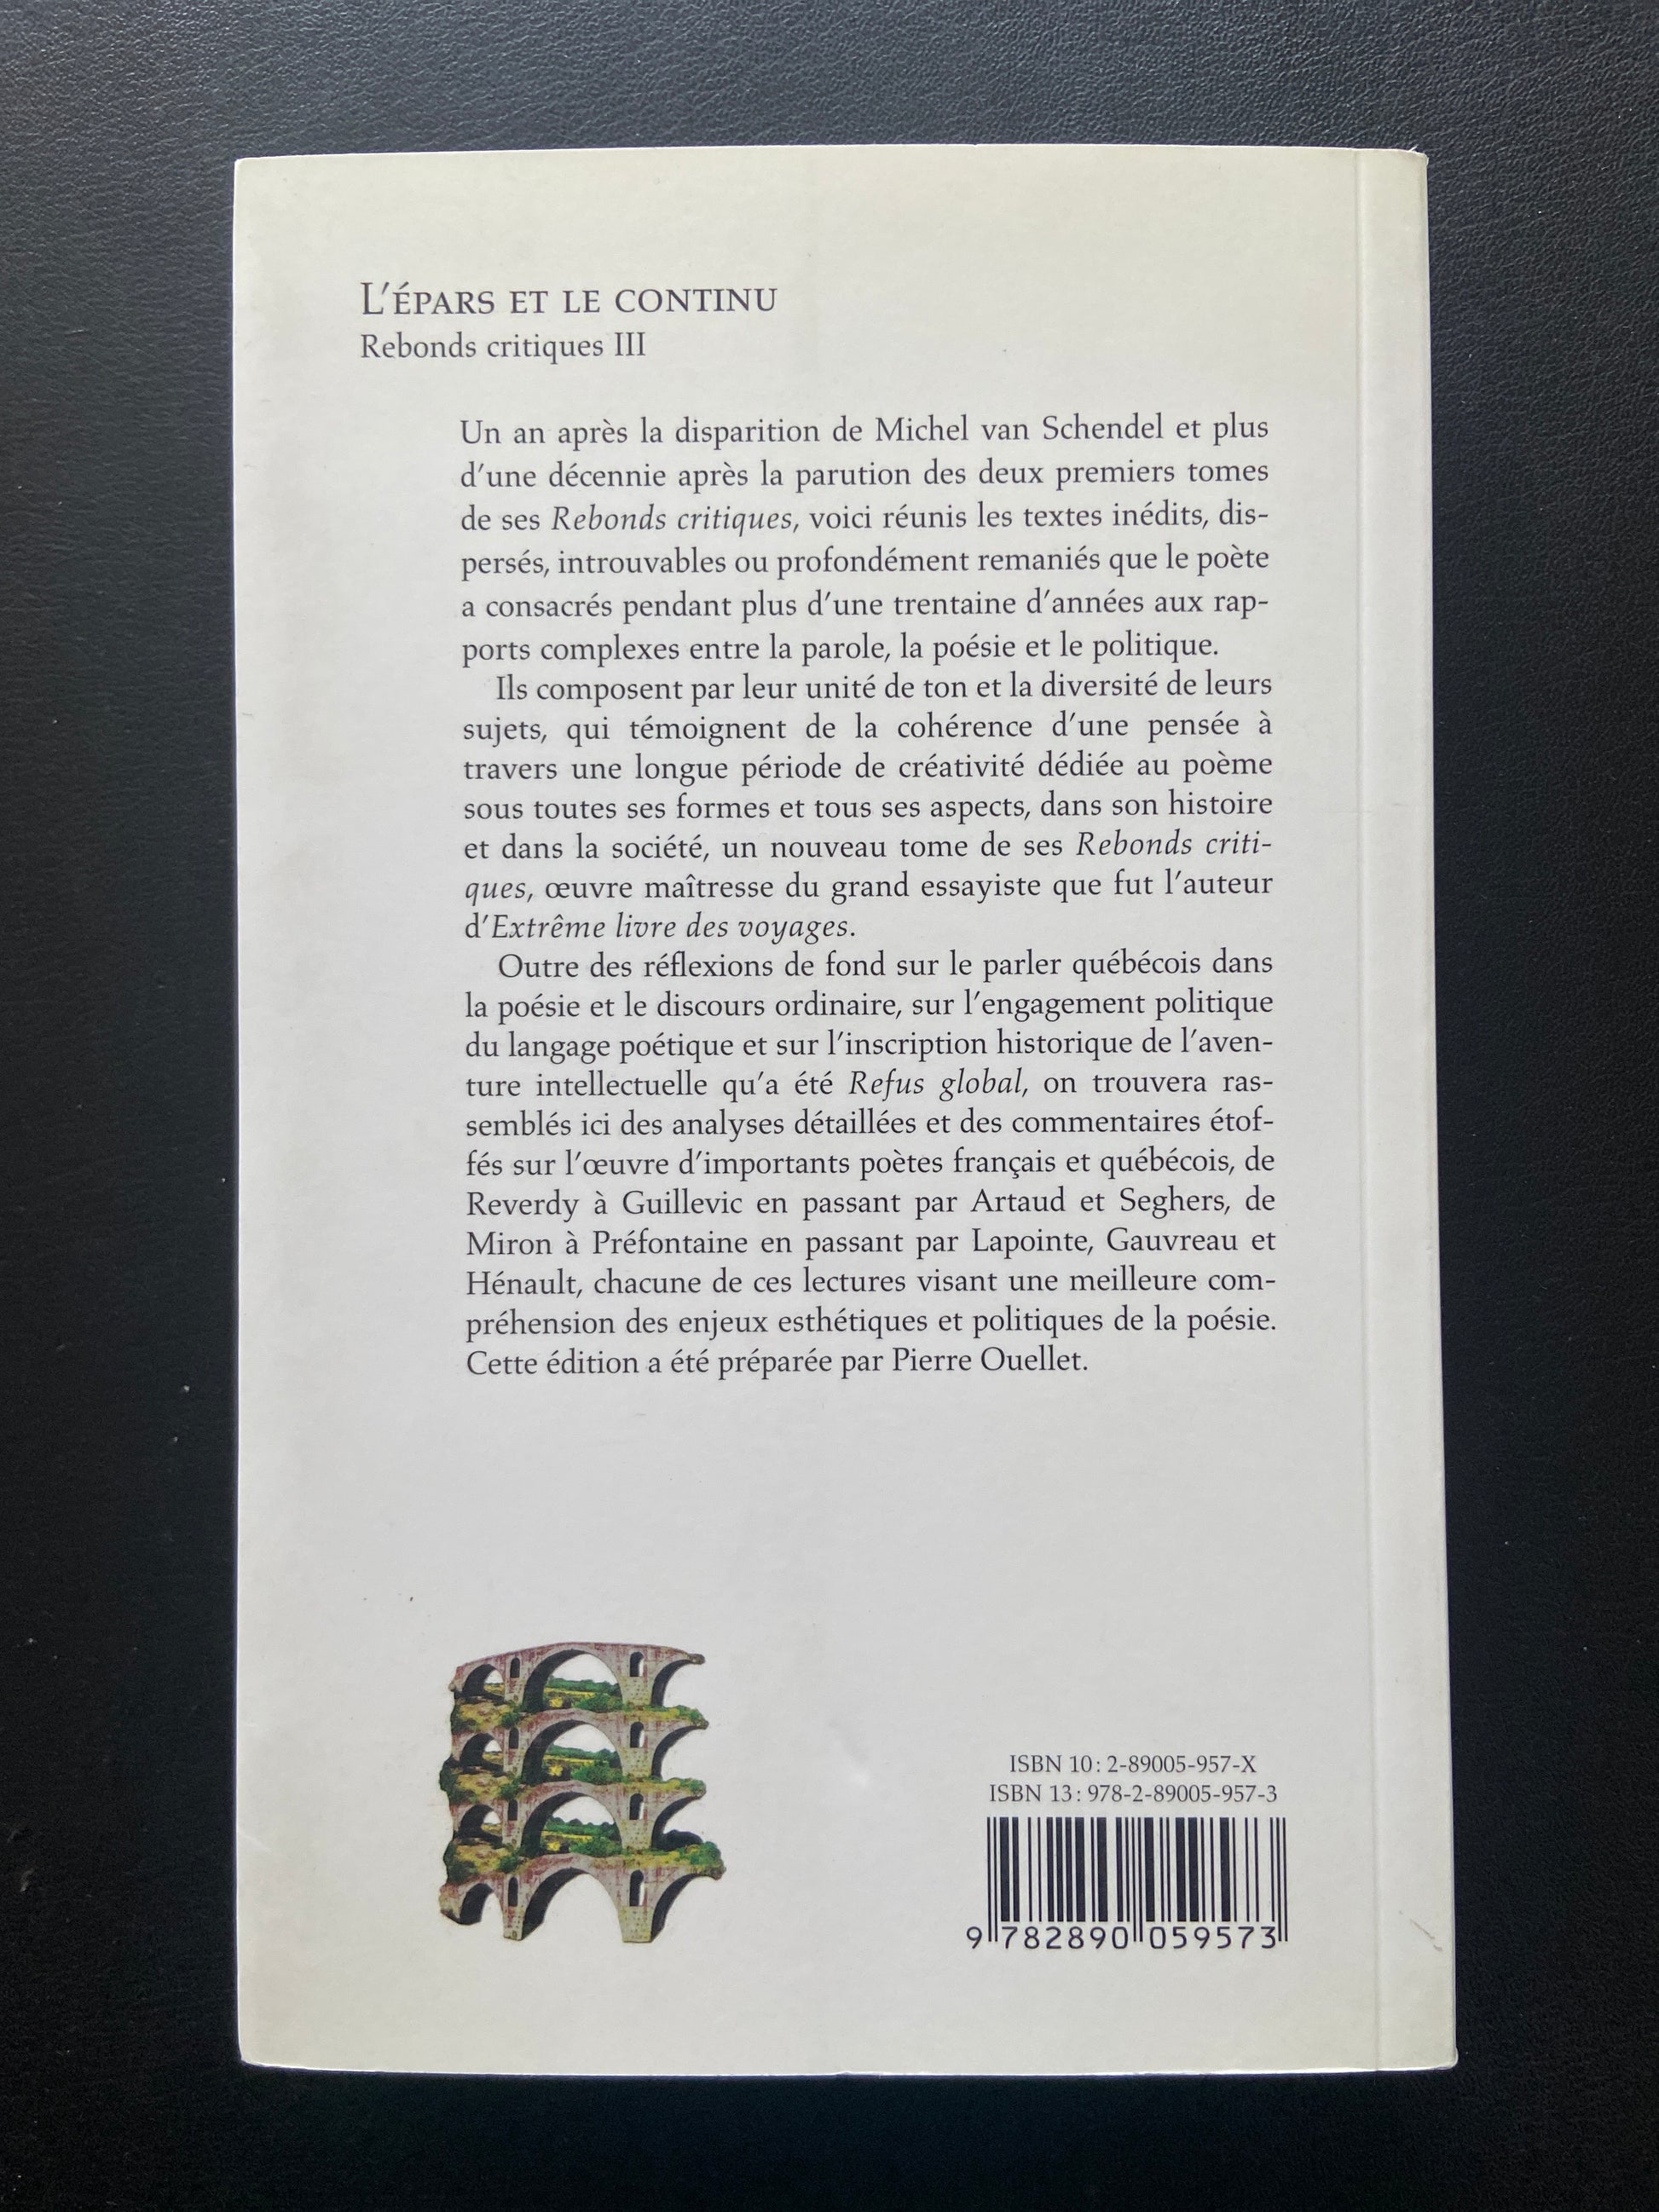 L'ÉPARS ET LE CONTINU
Rebonds critiques III
Un an après la disparition de Michel van Schendel et plus
d'une décennie après la parution des deux premiers tomes
de ses Rebonds critiques, voici réunis les textes inédits, dis-
persés, introuvables ou profondément remaniés que le poète
a consacrés pendant plus d'une trentaine d'années aux rap-
ports complexes entre la parole, la poésie et le politique.
Ils composent par leur unité de ton et la diversité de leurs
sujets, qui témoignent de la cohérence d'une pensée à
travers une longue période de créativité dédiée au poème
sous toutes ses formes et tous ses aspects, dans son histoire
et dans la société, un nouveau tome de ses Rebonds criti-
ques, œuvre maîtresse du grand essayiste que fut l'auteur
d'Extrême livre des voyages.
Outre des réflexions de fond sur le parler québécois dans
la poésie et le discours ordinaire, sur l'engagement politique
du langage poétique et sur l'inscription historique de l'aven-
ture intellectuelle qu'a été Refus global, on trouvera ras-
semblés ici des analyses détaillées et des commentaires étof-
fés sur l'œuvre d'importants poètes français et québécois, de
Reverdy à Guillevic en passant par Artaud et Seghers, de
Miron à Préfontaine en passant par Lapointe, Gauvreau et
Hénault, chacune de ces lectures visant une meilleure com-
préhension des enjeux esthétiques et politiques de la poésie.
Cette édition a été préparée par Pierre Ouellet.
ISBN 10 : 2-89005-957-X
ISBN 13 : 978-2-89005-957-3
9 782890 059573